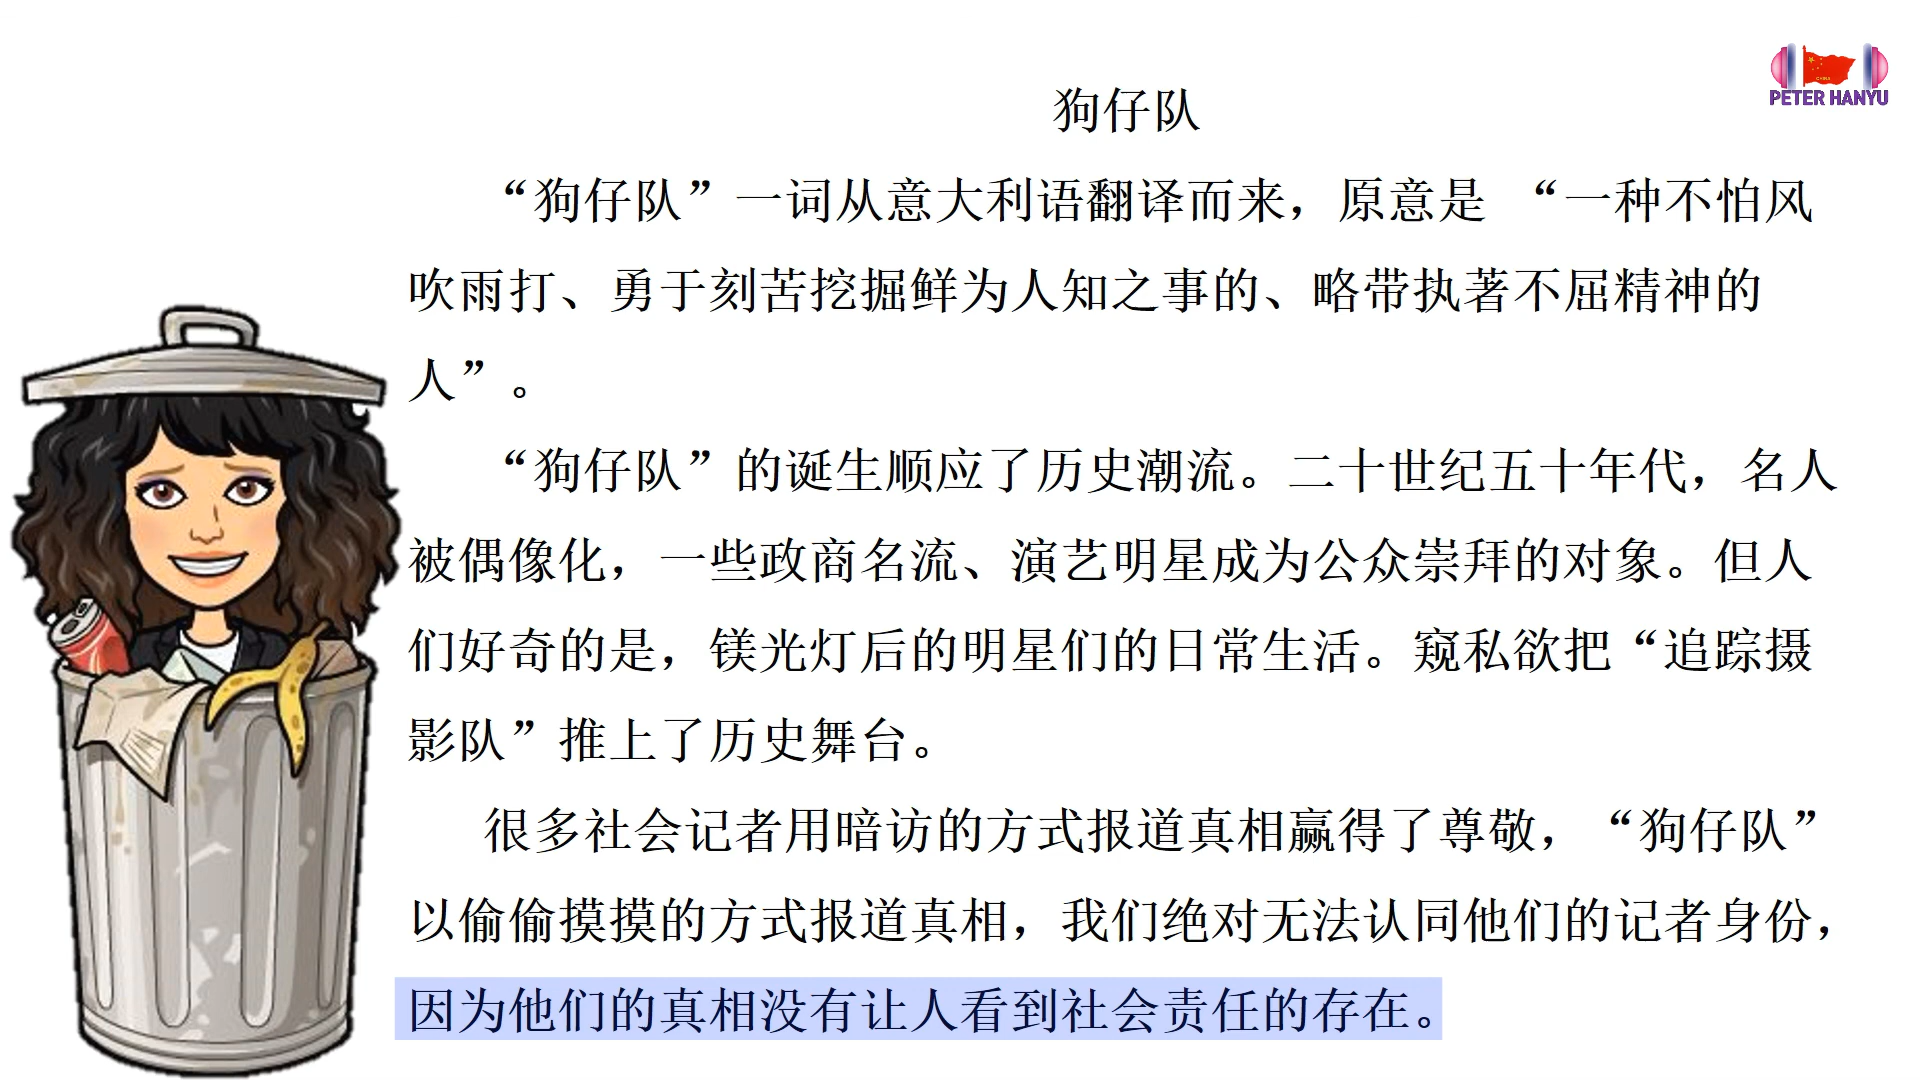 PETER HANYU
狗仔队
“狗仔队”一词从意大利语翻译而来，原意是 “一种不怕风
吹雨打、勇于刻苦挖掘鲜为人知之事的、略带执著不屈精神的
人”。
“狗仔队”的诞生顺应了历史潮流。二十世纪五十年代，名人
被偶像化，一些政商名流、演艺明星成为公众崇拜的对象。但人
们好奇的是，镁光灯后的明星们的日常生活。窥私欲把“追踪摄
影队”推上了历史舞台。
很多社会记者用暗访的方式报道真相赢得了尊敬，“狗仔队”
以偷偷摸摸的方式报道真相，我们绝对无法认同他们的记者身份，
因为他们的真相没有让人看到社会责任的存在。